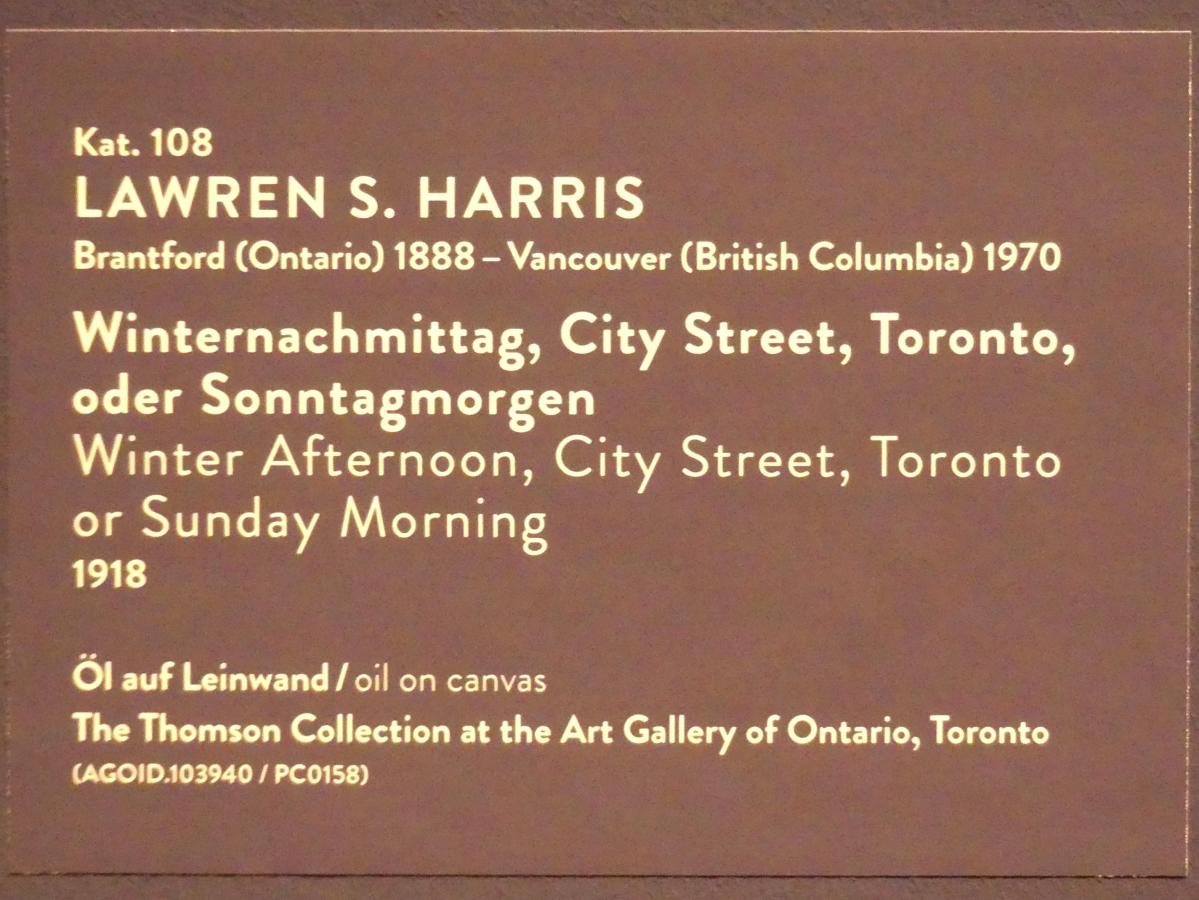 Kat. 108
LAWREN S. HARRIS
Brantford (Ontario) 1888 – Vancouver (British Columbia) 1970
Winternachmittag, City Street, Toronto,
oder Sonntagmorgen
Winter Afternoon, City Street, Toronto
or Sunday Morning
1918
Öl auf Leinwand / oil on canvas
The Thomson Collection at the Art Gallery of Ontario, Toronto
(AGOID.103940 / PC0158)